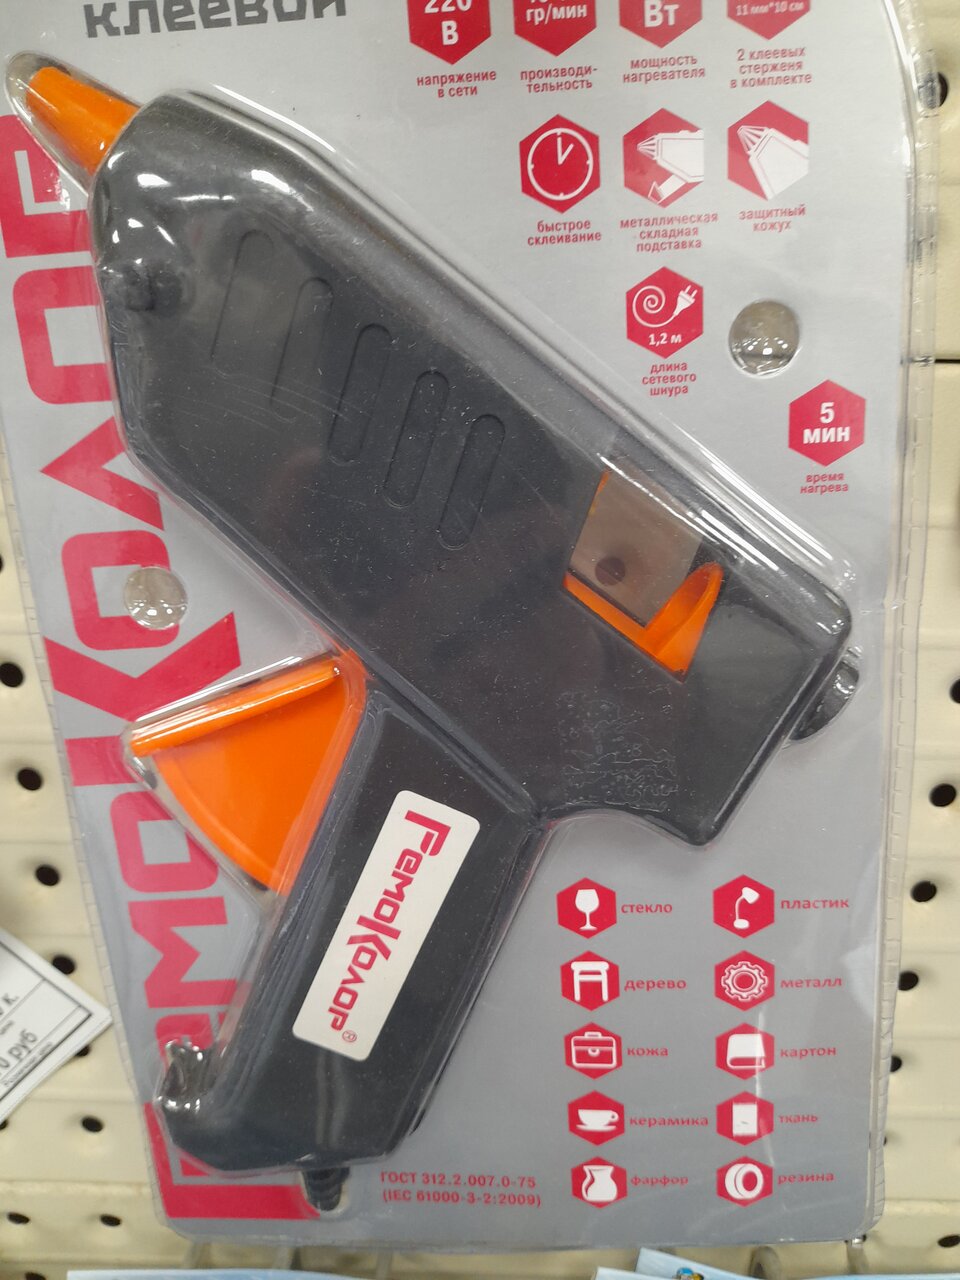 КЛЕЕВОЙ
220
В
напряжение
в сети
гр/мин
производи-
тельность
Вт
мощность
нагревателя
11 мм*10 см
2 клеевых
стерженя
в комплекте
быстрое
склеивание
металлическая
складная
подставка
защитный
кожух
1,2 м
длина
сетевого
шнура
5
МИН
время
нагрева
РемоКолор
РемоКолор®
стекло
пластик
дерево
металл
кожа
картон
керамика
ткань
фарфор
резина
ГОСТ 312.2.007.0-75
(IEC 61000-3-2:2009)
руб